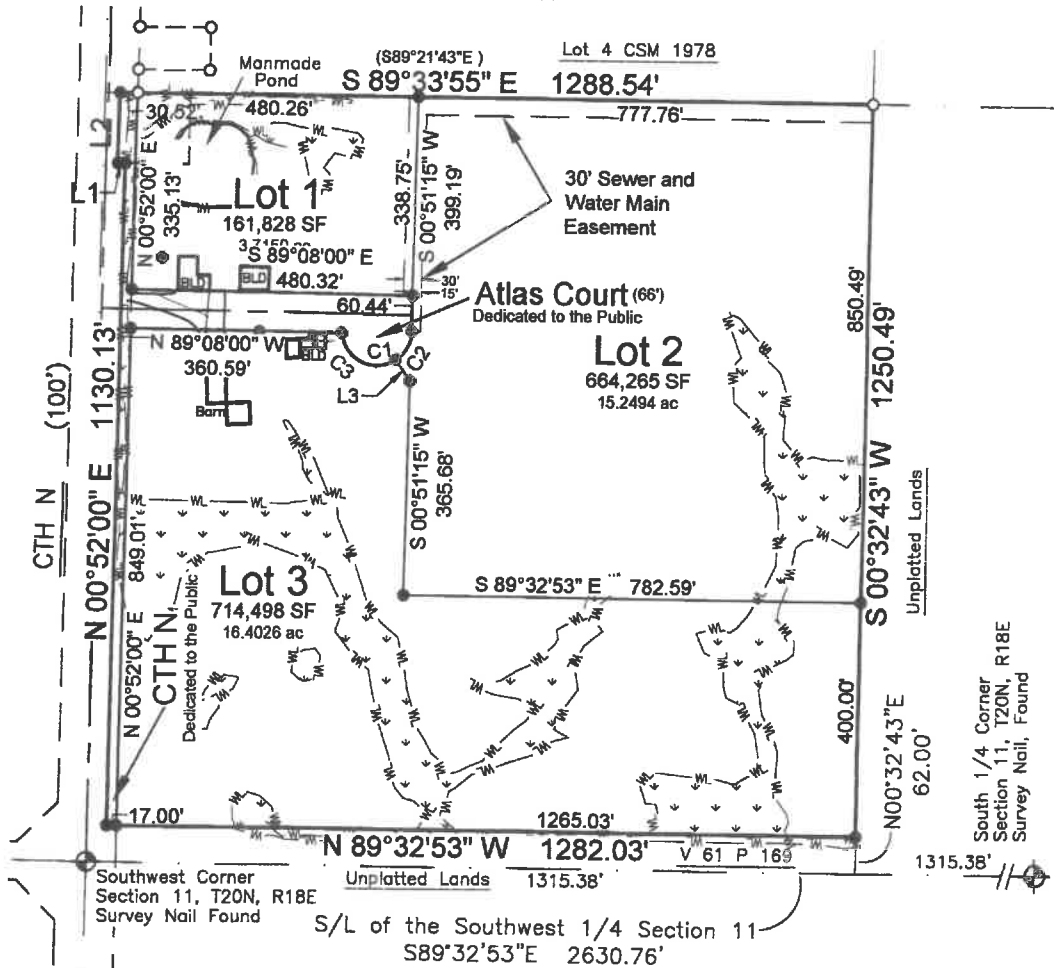 Lot 4 CSM 1978
(S89°21'43"E )
S 89°33'55" E 1288.54'
Manmade
Pond
30.52'
480.26'
777.76'
L2
L1
N 00°52'00" E
335.13'
Lot 1
161,828 SF
338.75'
S 00°51'15" W
399.19'
30' Sewer and
Water Main
Easement
S 89°08'00" E
480.32'
BLD
BLD
30'
15'
60.44'
Atlas Court (66')
Dedicated to the Public
N 89°08'00" W
360.59'
BLD
C1
C2
C3
L3
Barn
Lot 2
664,265 SF
15.2494 ac
850.49'
S 00°32'43" W 1250.49'
Unplatted Lands
CTH N
(100')
N 00°52'00" E 1130.13'
N 00°52'00" E 849.01'
S 00°51'15" W
365.68'
Lot 3
714,498 SF
16.4026 ac
CTH N
Dedicated to the Public
S 89°32'53" E 782.59'
400.00'
N00°32'43"E
62.00'
South 1/4 Corner
Section 11, T20N, R18E
Survey Nail, Found
17.00'
1265.03'
N 89°32'53" W 1282.03'
V 61 P 169
1315.38'
Southwest Corner
Section 11, T20N, R18E
Survey Nail Found
Unplatted Lands
1315.38'
S/L of the Southwest 1/4 Section 11
S89°32'53"E 2630.76'